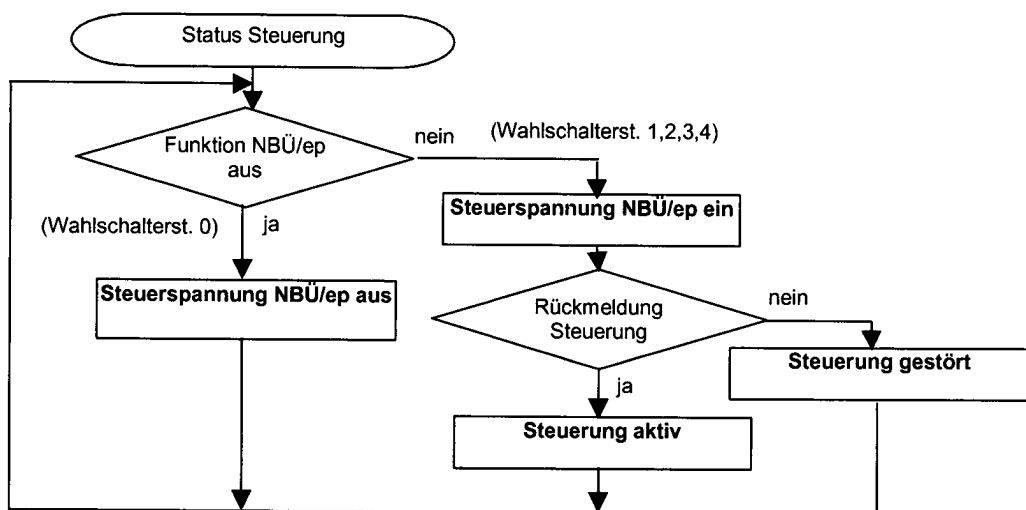 Status Steuerung
Funktion NBÜ/ep
aus
nein
(Wahlschalterst. 1,2,3,4)
(Wahlschalterst. 0)
ja
Steuerspannung NBÜ/ep ein
Steuerspannung NBÜ/ep aus
Rückmeldung
Steuerung
nein
Steuerung gestört
ja
Steuerung aktiv